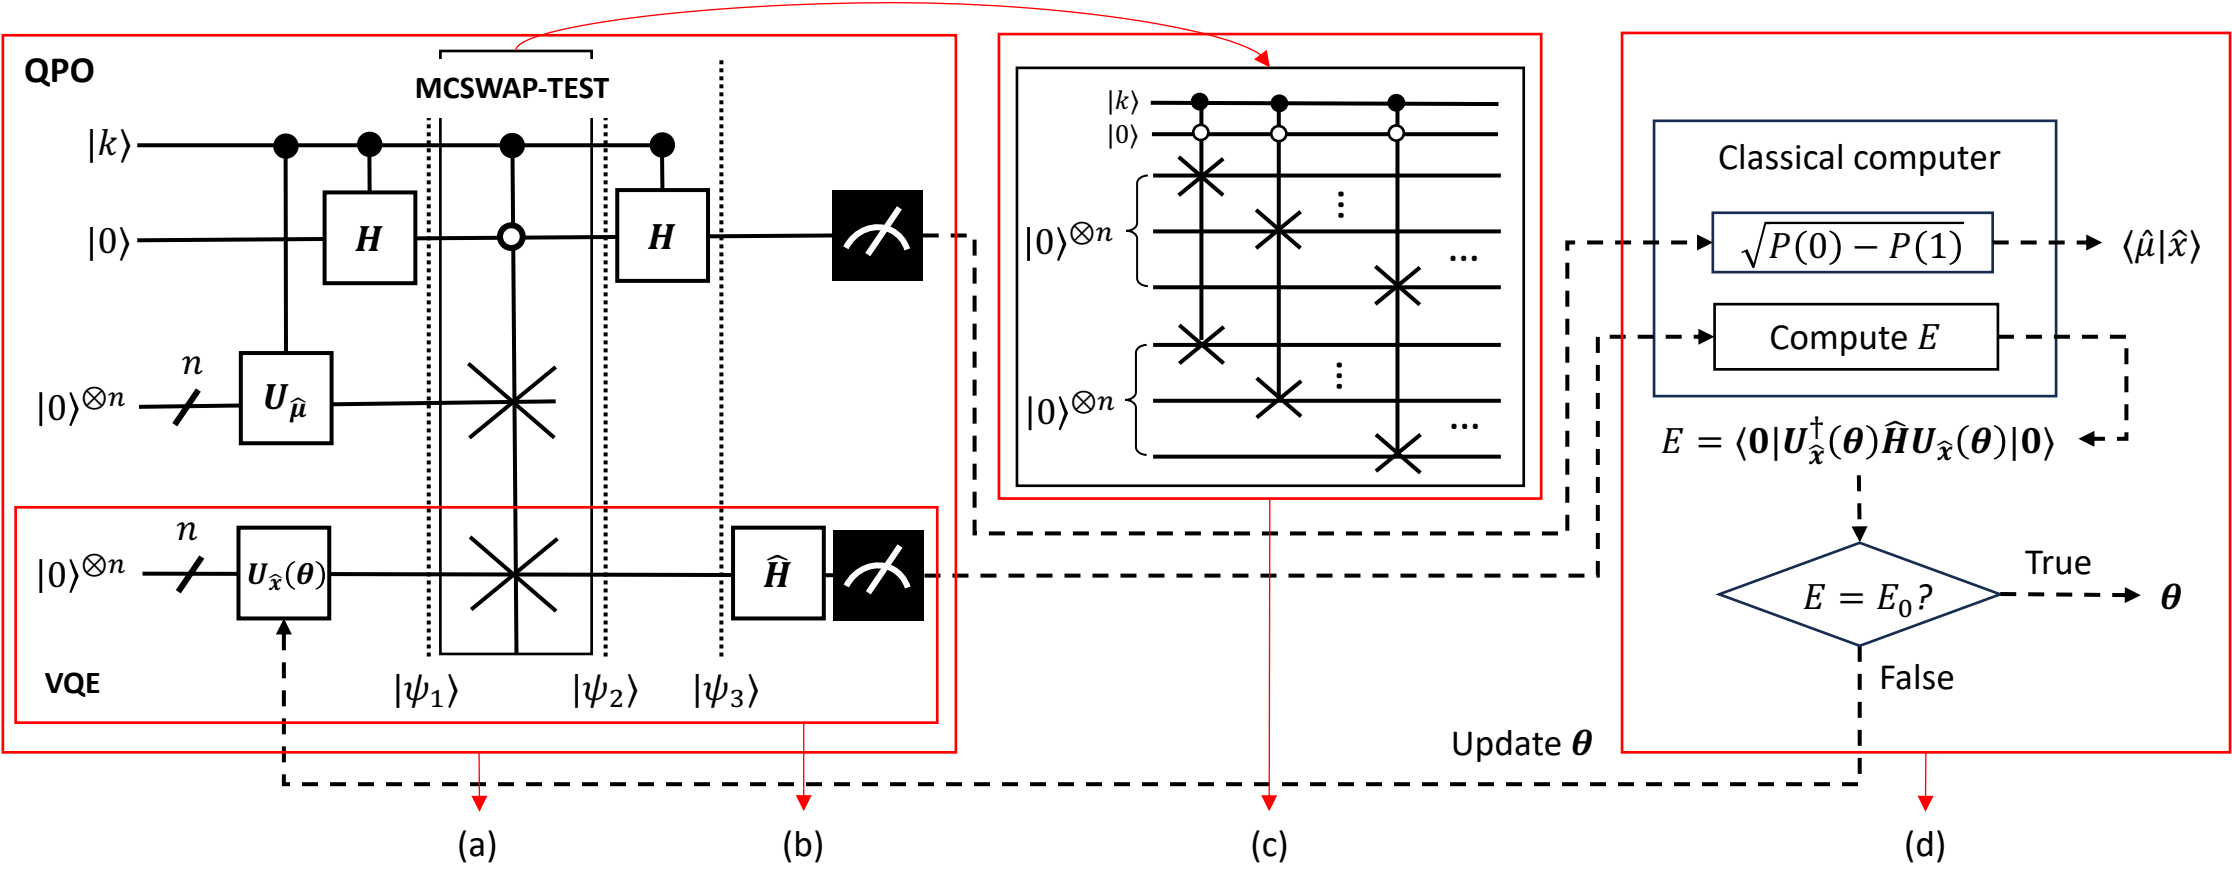 QPO
MCSWAP-TEST
|k⟩
|0⟩
H
H
n
|0⟩⊗n
U_μ̂
n
|0⟩⊗n
U_x̂(θ)
Ĥ
VQE
|ψ₁⟩
|ψ₂⟩
|ψ₃⟩
|k⟩
|0⟩
|0⟩⊗n
...
...
|0⟩⊗n
...
...
Classical computer
√P(0) − P(1)
⟨μ̂|x̂⟩
Compute E
E = ⟨0|U†_x̂(θ)ĤU_x̂(θ)|0⟩
E = E₀?
True
θ
False
Update θ
(a)
(b)
(c)
(d)